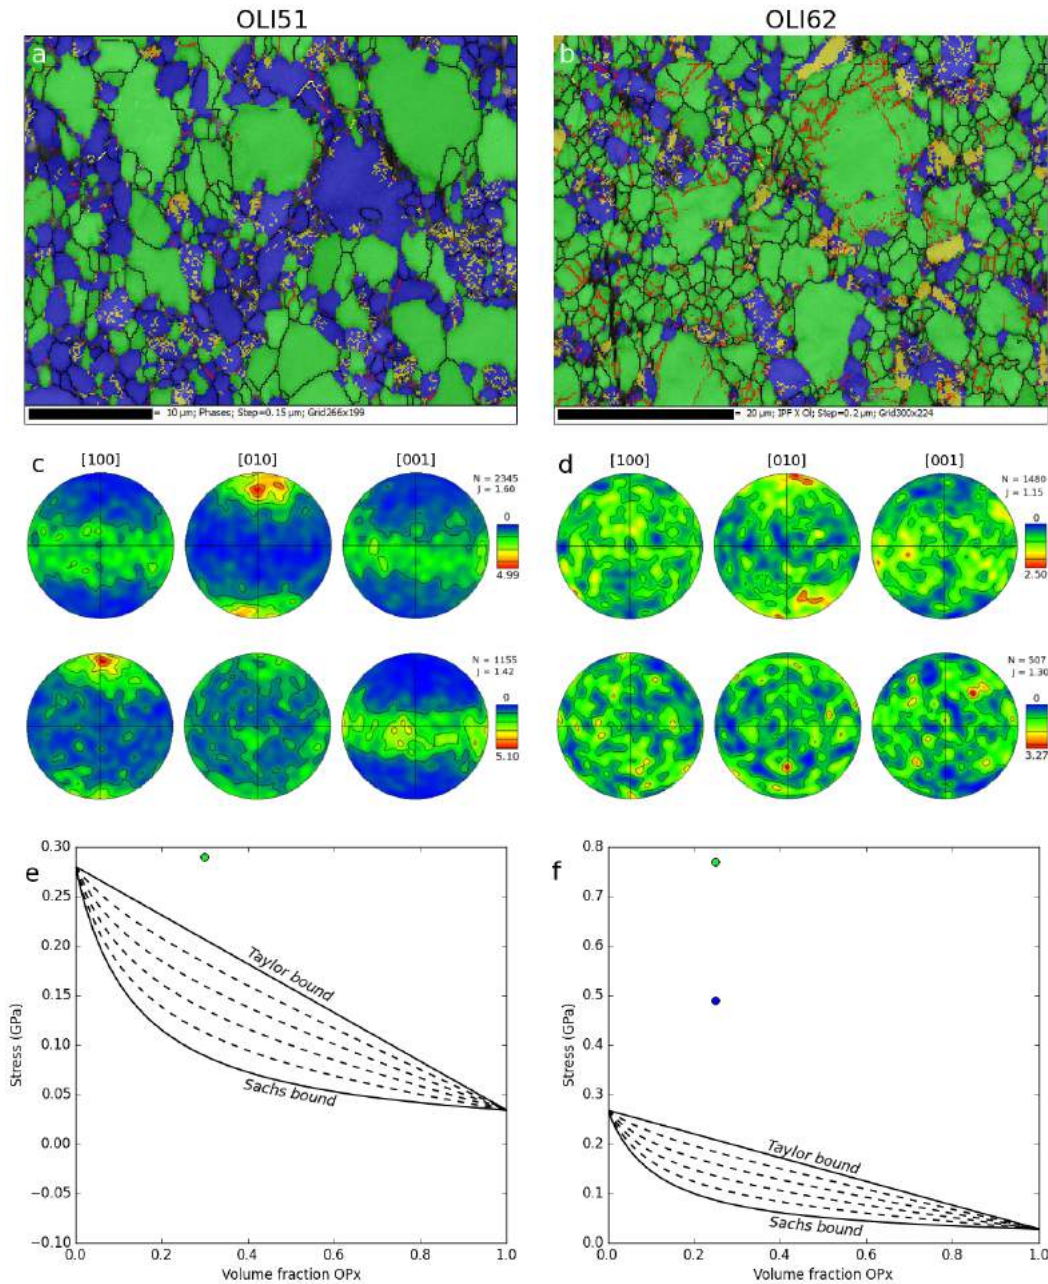 OLI51
OLI62
a
b
= 10 µm; Phases; Step=0.15 µm; Grid266x199
= 20 µm; IPF X Ol; Step=0.2 µm; Grid300x224
c
[100]
[010]
[001]
N = 2345
J = 1.60
0
4.99
d
[100]
[010]
[001]
N = 1480
J = 1.15
0
2.50
N = 1155
J = 1.42
0
5.10
N = 507
J = 1.30
0
3.27
e
0.30
0.25
0.20
0.15
0.10
0.05
0.00
−0.05
−0.10
Stress (GPa)
Taylor bound
Sachs bound
0.0 0.2 0.4 0.6 0.8 1.0
Volume fraction OPx
f
0.8
0.7
0.6
0.5
0.4
0.3
0.2
0.1
0.0
Stress (GPa)
Taylor bound
Sachs bound
0.0 0.2 0.4 0.6 0.8 1.0
Volume fraction OPx